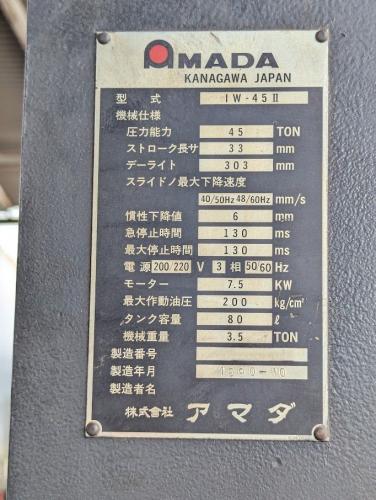 AMADA
KANAGAWA JAPAN
型式 IW-45Ⅱ
機械仕様
圧力能力 45 TON
ストローク長サ 33 mm
デーライト 303 mm
スライドノ最大下降速度
40/50Hz 48/60Hz mm/s
慣性下降値 6 mm
急停止時間 130 ms
最大停止時間 130 ms
電源 200/220 V 3 相 50/60 Hz
モーター 7.5 KW
最大作動油圧 200 kg/cm²
タンク容量 80 ℓ
機械重量 3.5 TON
製造番号
製造年月 1990-10
製造者名
株式会社 アマダ